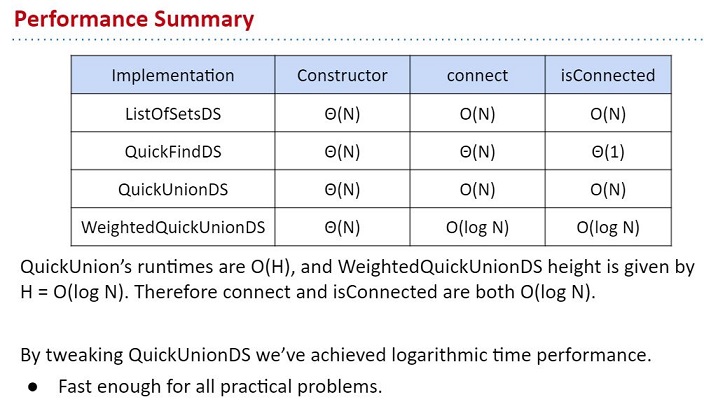 Performance Summary
Implementation Constructor connect isConnected
ListOfSetsDS Θ(N) O(N) O(N)
QuickFindDS Θ(N) Θ(N) Θ(1)
QuickUnionDS Θ(N) O(N) O(N)
WeightedQuickUnionDS Θ(N) O(log N) O(log N)
QuickUnion’s runtimes are O(H), and WeightedQuickUnionDS height is given by
H = O(log N). Therefore connect and isConnected are both O(log N).
By tweaking QuickUnionDS we’ve achieved logarithmic time performance.
● Fast enough for all practical problems.